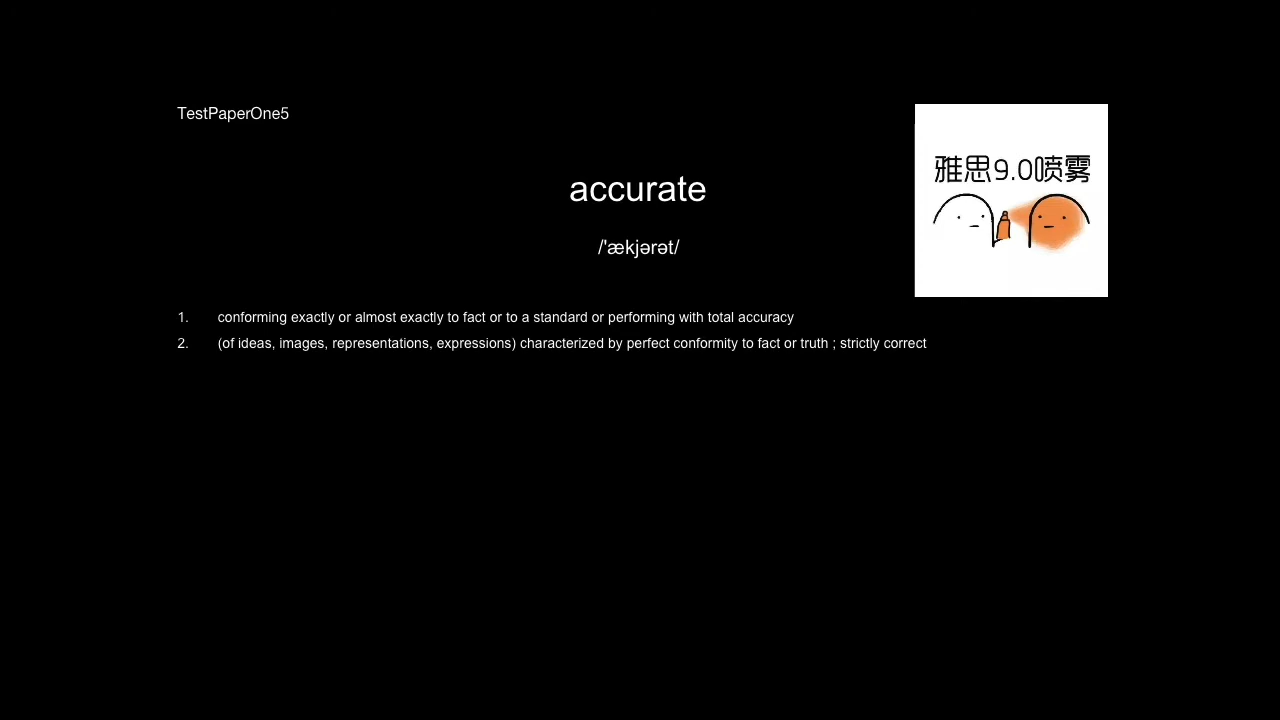 TestPaperOne5
雅思9.0喷雾
accurate
/'ækjərət/
1. conforming exactly or almost exactly to fact or to a standard or performing with total accuracy
2. (of ideas, images, representations, expressions) characterized by perfect conformity to fact or truth ; strictly correct